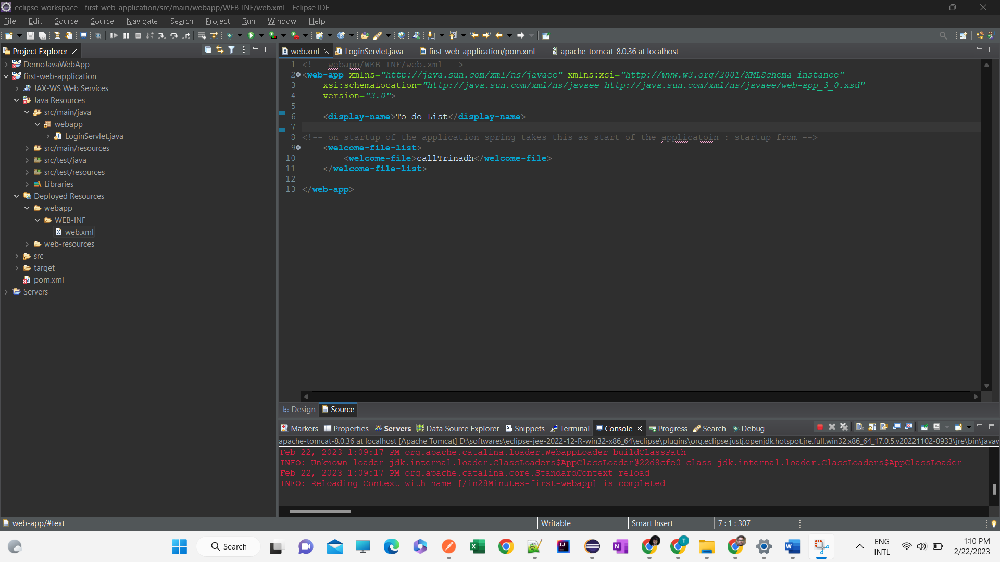 eclipse-workspace - first-web-application/src/main/webapp/WEB-INF/web.xml - Eclipse IDE
File Edit Source Source Navigate Search Project Run Window Help
Project Explorer
DemoJavaWebApp
first-web-application
JAX-WS Web Services
Java Resources
src/main/java
webapp
LoginServlet.java
src/main/resources
src/test/java
src/test/resources
Libraries
Deployed Resources
webapp
WEB-INF
web.xml
web-resources
src
target
pom.xml
Servers
web.xml LoginServlet.java first-web-application/pom.xml apache-tomcat-8.0.36 at localhost
1 <!-- webapp/WEB-INF/web.xml -->
2 <web-app xmlns="http://java.sun.com/xml/ns/javaee" xmlns:xsi="http://www.w3.org/2001/XMLSchema-instance"
3 xsi:schemaLocation="http://java.sun.com/xml/ns/javaee http://java.sun.com/xml/ns/javaee/web-app_3_0.xsd"
4 version="3.0">
5
6 <display-name>To do List</display-name>
7
8 <!-- on startup of the application spring takes this as start of the applicatoin : startup from -->
9 <welcome-file-list>
10 <welcome-file>callTrinadh</welcome-file>
11 </welcome-file-list>
12
13 </web-app>
Design Source
Markers Properties Servers Data Source Explorer Snippets Terminal Console Progress Search Debug
apache-tomcat-8.0.36 at localhost [Apache Tomcat] D:\softwares\eclipse-jee-2022-12-R-win32-x86_64\eclipse\plugins\org.eclipse.justj.openjdk.hotspot.jre.full.win32.x86_64_17.0.5.v20221102-0933\jre\bin\javaw
Feb 22, 2023 1:09:17 PM org.apache.catalina.loader.WebappLoader buildClassPath
INFO: Unknown loader jdk.internal.loader.ClassLoaders$AppClassLoader@22d8cfe0 class jdk.internal.loader.ClassLoaders$AppClassLoader
Feb 22, 2023 1:09:17 PM org.apache.catalina.core.StandardContext reload
INFO: Reloading Context with name [/in28Minutes-first-webapp] is completed
web-app/#text Writable Smart Insert 7 : 1 : 307
Search
ENG
INTL
1:10 PM
2/22/2023